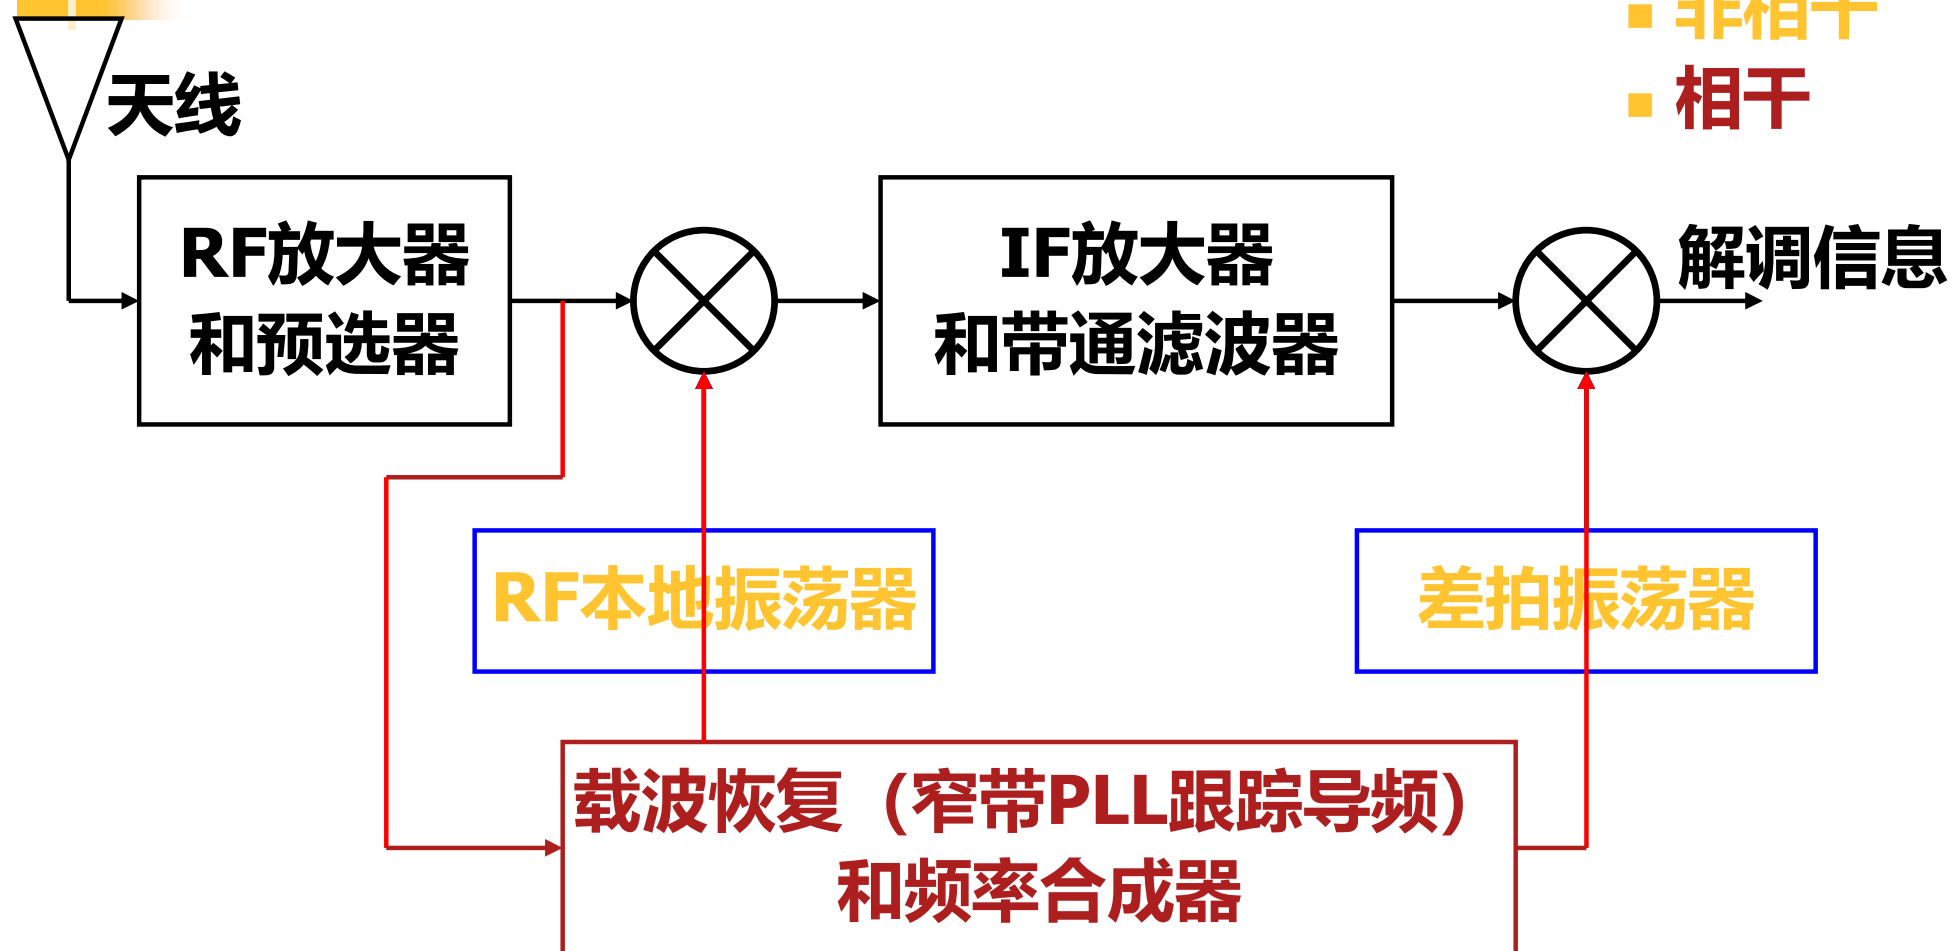 非相干
相干
天线
RF放大器
和预选器
IF放大器
和带通滤波器
解调信息
RF本地振荡器
差拍振荡器
载波恢复（窄带PLL跟踪导频）
和频率合成器